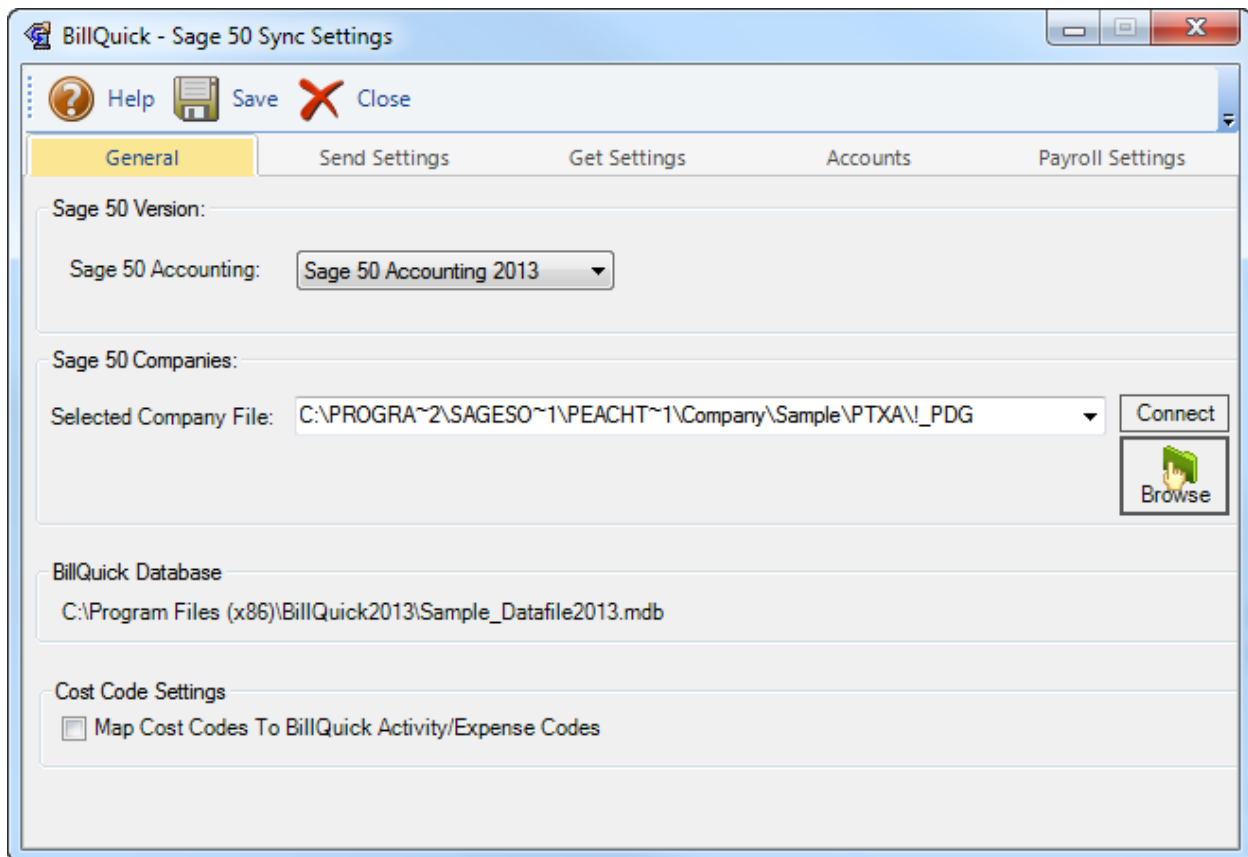 BillQuick - Sage 50 Sync Settings
Help Save Close
General Send Settings Get Settings Accounts Payroll Settings
Sage 50 Version:
Sage 50 Accounting: Sage 50 Accounting 2013
Sage 50 Companies:
Selected Company File: C:\PROGRA~2\SAGESO~1\PEACHT~1\Company\Sample\PTXA\!_PDG Connect
Browse
BillQuick Database
C:\Program Files (x86)\BillQuick2013\Sample_Datafile2013.mdb
Cost Code Settings
Map Cost Codes To BillQuick Activity/Expense Codes